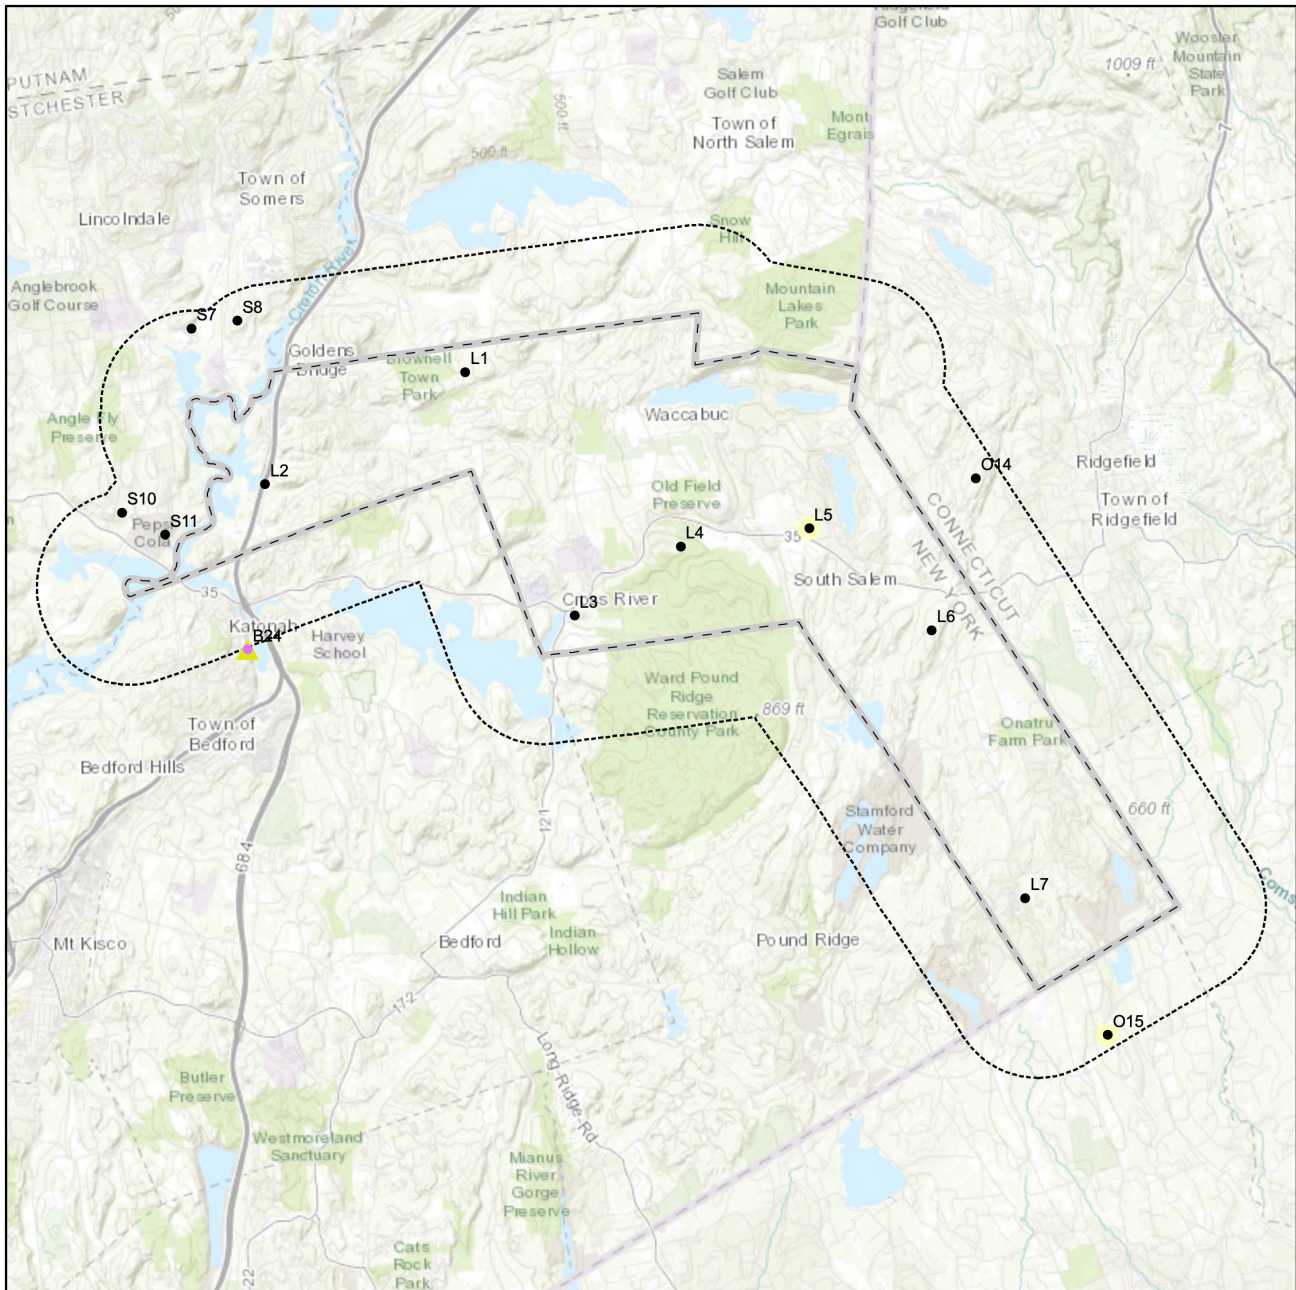 Golf Club
Wooster
Mountain
State
Park
1009 ft
PUTNAM
STCHESTER
Salem
Golf Club
Town of
North Salem
Mont
Egrais
500 ft
500 ft
7
Town of
Somers
Lincolndale
Snow
Hill
Croton River
Anglebrook
Golf Course
Mountain
Lakes
Park
S7
S8
Goldens
Bridge
Brownell
Town
Park
L1
Waccabuc
Angle Fly
Preserve
L2
O14
Ridgefield
Old Field
Preserve
Town of
Ridgefield
S10
S11
Pepsi
Cola
L5
35
L4
CONNECTICUT
NEW YORK
South Salem
35
Cross River
L3
L6
Katonah
B24
Harvey
School
Ward Pound
Ridge
Reservation
County Park
869 ft
Onatru
Farm Park
Town of
Bedford
Bedford Hills
121
660 ft
Stamford
Water
Company
684
L7
Indian
Hill Park
Indian
Hollow
Mt Kisco
Bedford
Pound Ridge
172
O15
Long Ridge Rd
Butler
Preserve
Westmoreland
Sanctuary
Mianus
River
Gorge
Preserve
Cats
Rock
Park
22